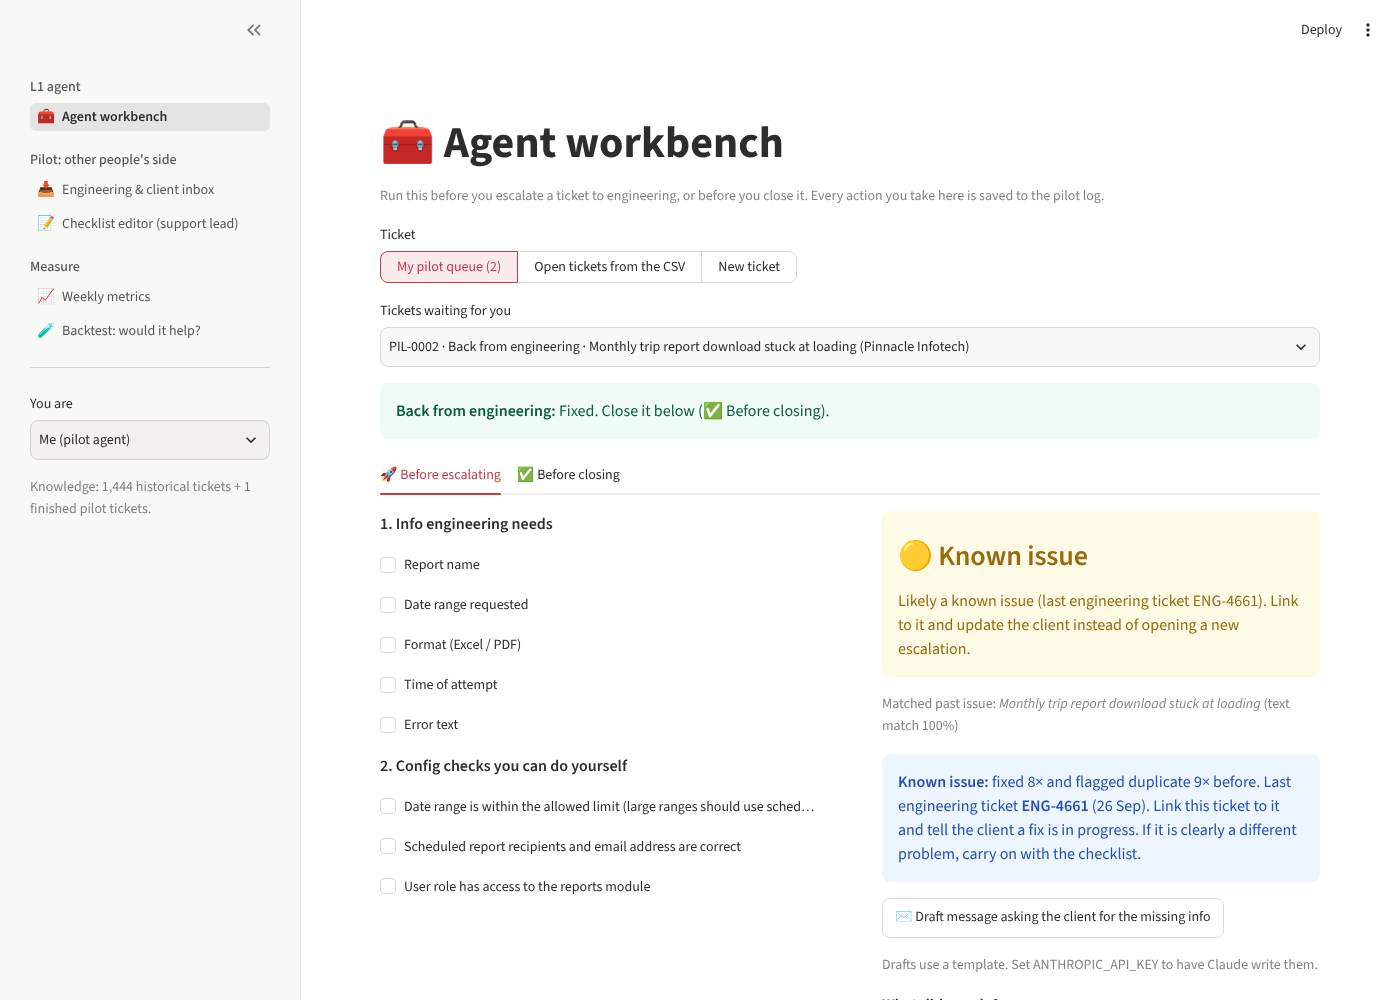 Deploy
L1 agent
Agent workbench
Pilot: other people's side
Engineering & client inbox
Checklist editor (support lead)
Measure
Weekly metrics
Backtest: would it help?
You are
Me (pilot agent)
Knowledge: 1,444 historical tickets + 1
finished pilot tickets.
Agent workbench
Run this before you escalate a ticket to engineering, or before you close it. Every action you take here is saved to the pilot log.
Ticket
My pilot queue (2)
Open tickets from the CSV
New ticket
Tickets waiting for you
PIL-0002 · Back from engineering · Monthly trip report download stuck at loading (Pinnacle Infotech)
Back from engineering: Fixed. Close it below (✅ Before closing).
🚀 Before escalating
✅ Before closing
1. Info engineering needs
Report name
Date range requested
Format (Excel / PDF)
Time of attempt
Error text
2. Config checks you can do yourself
Date range is within the allowed limit (large ranges should use sched…
Scheduled report recipients and email address are correct
User role has access to the reports module
🟡 Known issue
Likely a known issue (last engineering ticket ENG-4661). Link
to it and update the client instead of opening a new
escalation.
Matched past issue: Monthly trip report download stuck at loading (text
match 100%)
Known issue: fixed 8× and flagged duplicate 9× before. Last
engineering ticket ENG-4661 (26 Sep). Link this ticket to it
and tell the client a fix is in progress. If it is clearly a different
problem, carry on with the checklist.
✉️ Draft message asking the client for the missing info
Drafts use a template. Set ANTHROPIC_API_KEY to have Claude write them.